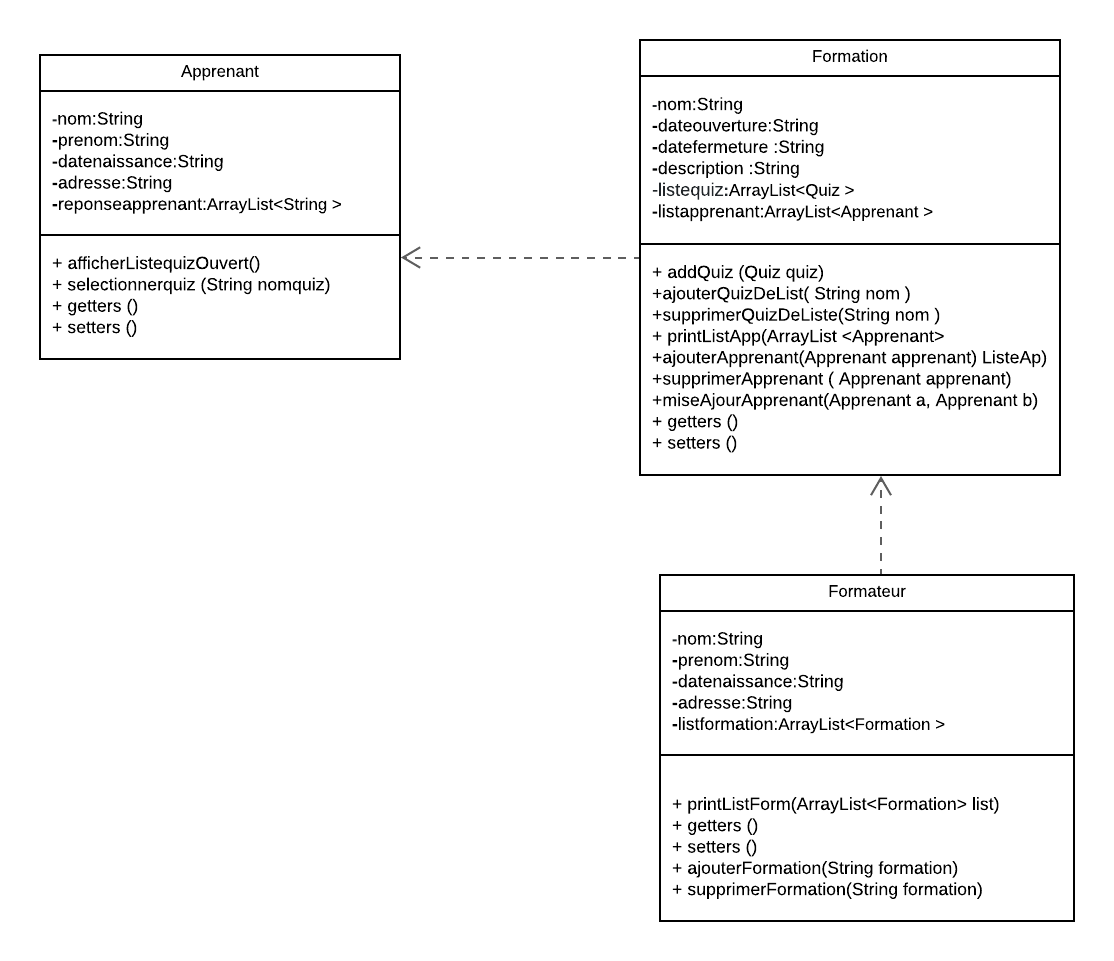 Apprenant
-nom:String
-prenom:String
-datenaissance:String
-adresse:String
-reponseapprenant:ArrayList<String >
+ afficherListequizOuvert()
+ selectionnerquiz (String nomquiz)
+ getters ()
+ setters ()
Formation
-nom:String
-dateouverture:String
-datefermeture :String
-description :String
-listequiz:ArrayList<Quiz >
-listapprenant:ArrayList<Apprenant >
+ addQuiz (Quiz quiz)
+ajouterQuizDeList( String nom )
+supprimerQuizDeListe(String nom )
+ printListApp(ArrayList <Apprenant>
+ajouterApprenant(Apprenant apprenant) ListeAp)
+supprimerApprenant ( Apprenant apprenant)
+miseAjourApprenant(Apprenant a, Apprenant b)
+ getters ()
+ setters ()
Formateur
-nom:String
-prenom:String
-datenaissance:String
-adresse:String
-listformation:ArrayList<Formation >
+ printListForm(ArrayList<Formation> list)
+ getters ()
+ setters ()
+ ajouterFormation(String formation)
+ supprimerFormation(String formation)